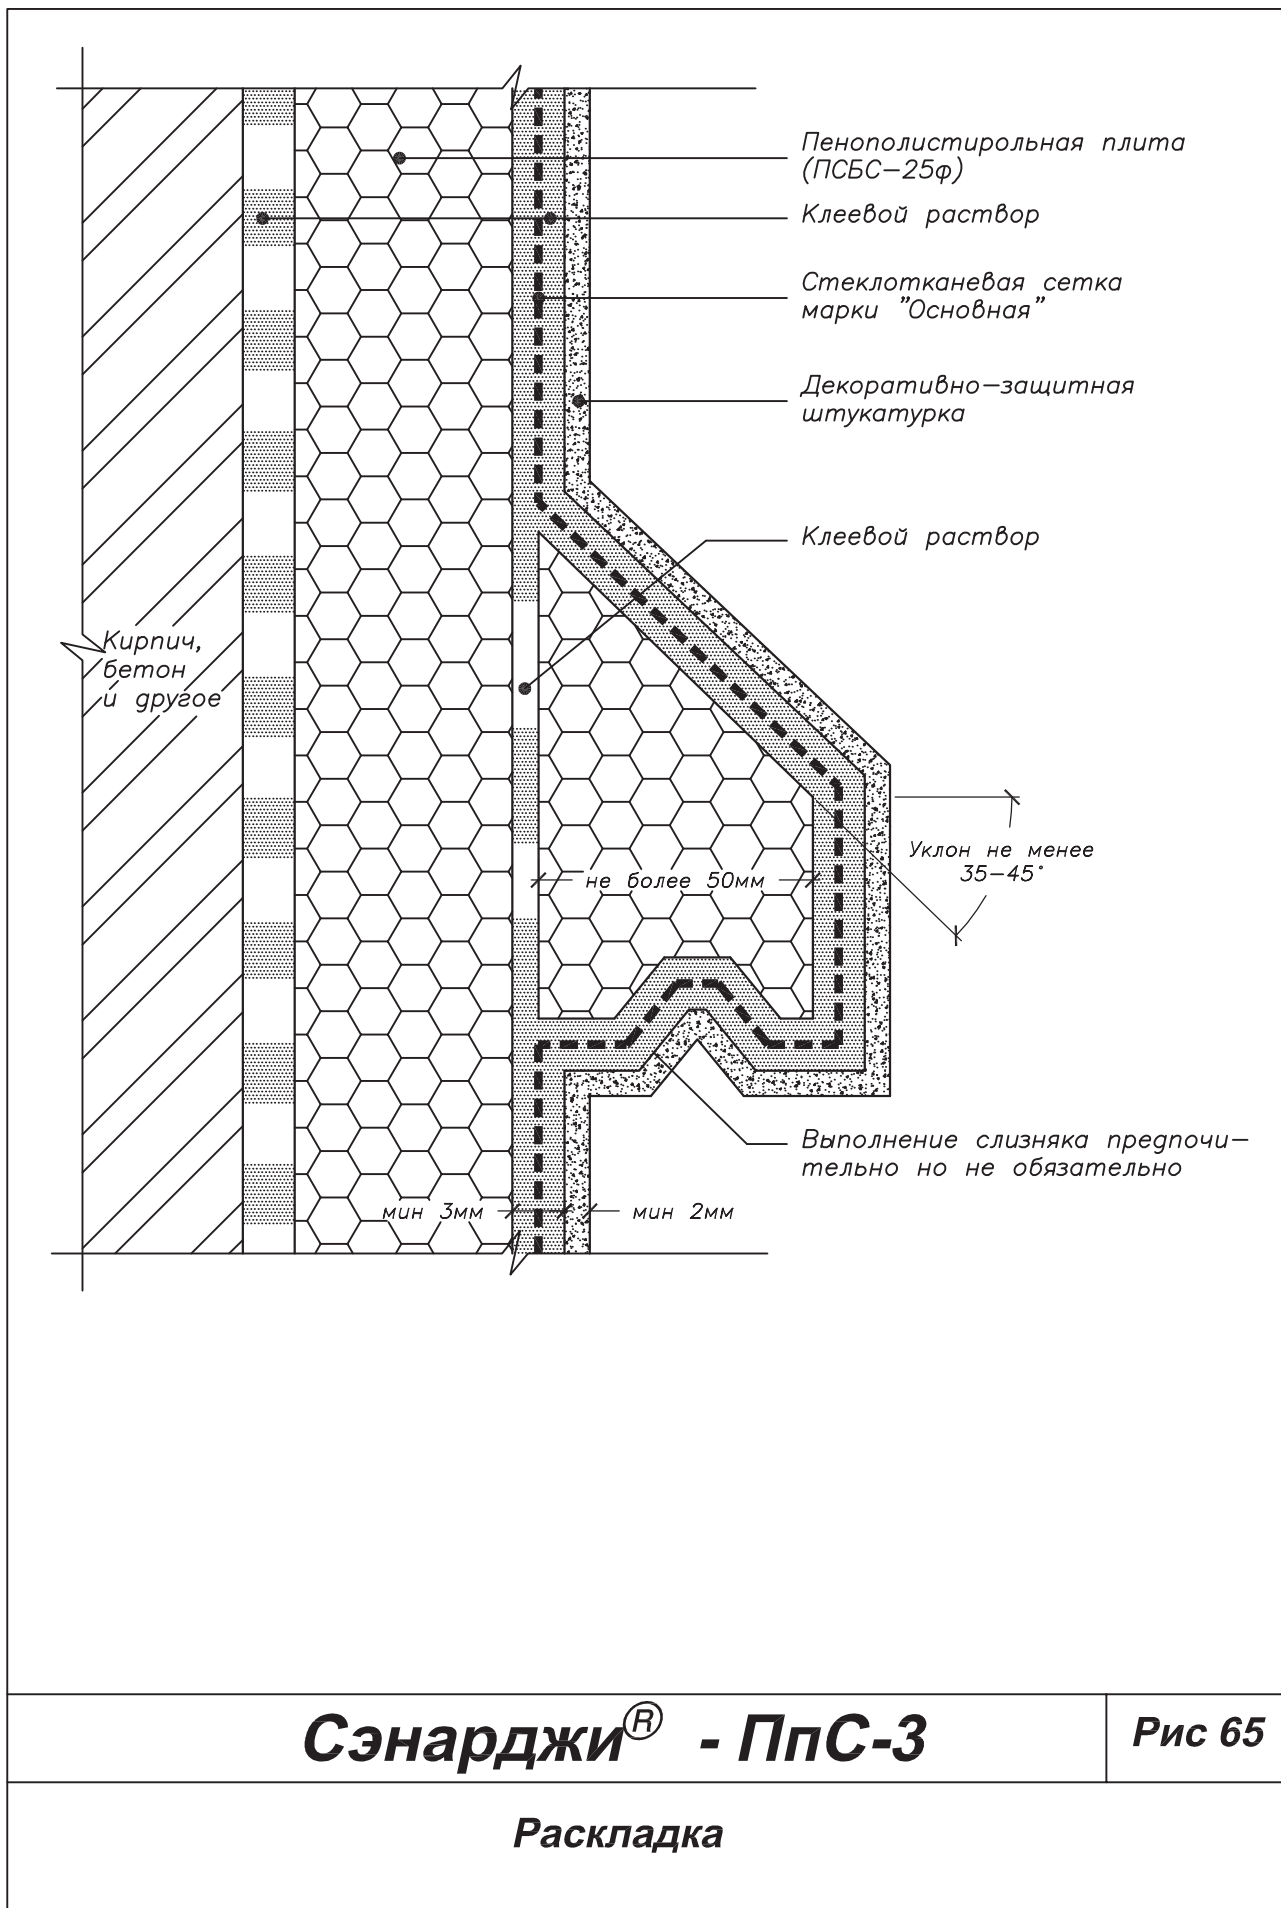 Пенополистирольная плита
(ПСБС-25ф)
Клеевой раствор
Стеклотканевая сетка
марки "Основная"
Декоративно-защитная
штукатурка
Клеевой раствор
Кирпич,
бетон
и другое
Уклон не менее
35-45°
не более 50мм
Выполнение слизняка предпочи-
тельно но не обязательно
мин 3мм
мин 2мм
Сэнарджи® - ПпС-3
Рис 65
Раскладка